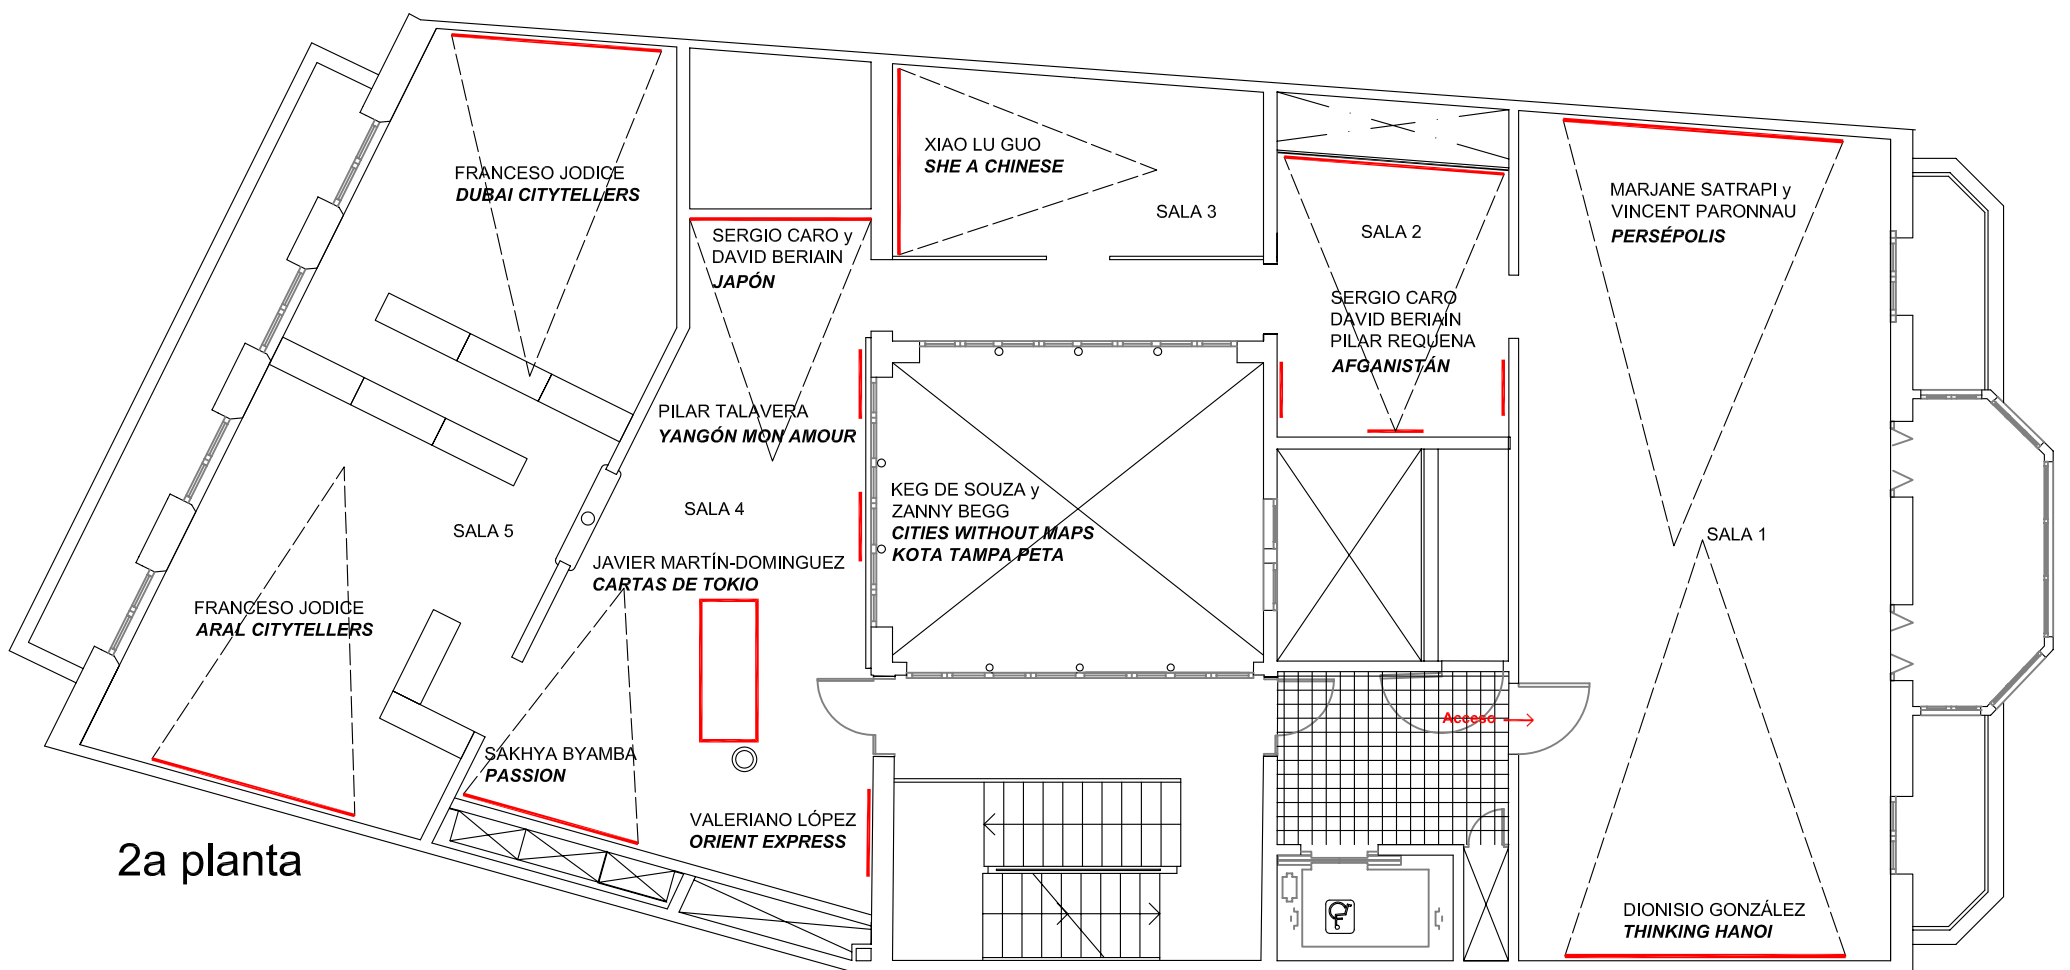 FRANCESO JODICE
DUBAI CITYTELLERS
SERGIO CARO y
DAVID BERIAIN
JAPÓN
XIAO LU GUO
SHE A CHINESE
SALA 3
SALA 2
SERGIO CARO
DAVID BERIAIN
PILAR REQUENA
AFGANISTÁN
MARJANE SATRAPI y
VINCENT PARONNAU
PERSÉPOLIS
PILAR TALAVERA
YANGÓN MON AMOUR
SALA 4
SALA 5
KEG DE SOUZA y
ZANNY BEGG
CITIES WITHOUT MAPS
KOTA TAMPA PETA
SALA 1
JAVIER MARTÍN-DOMINGUEZ
CARTAS DE TOKIO
FRANCESO JODICE
ARAL CITYTELLERS
Acceso
SAKHYA BYAMBA
PASSION
VALERIANO LÓPEZ
ORIENT EXPRESS
2a planta
DIONISIO GONZÁLEZ
THINKING HANOI